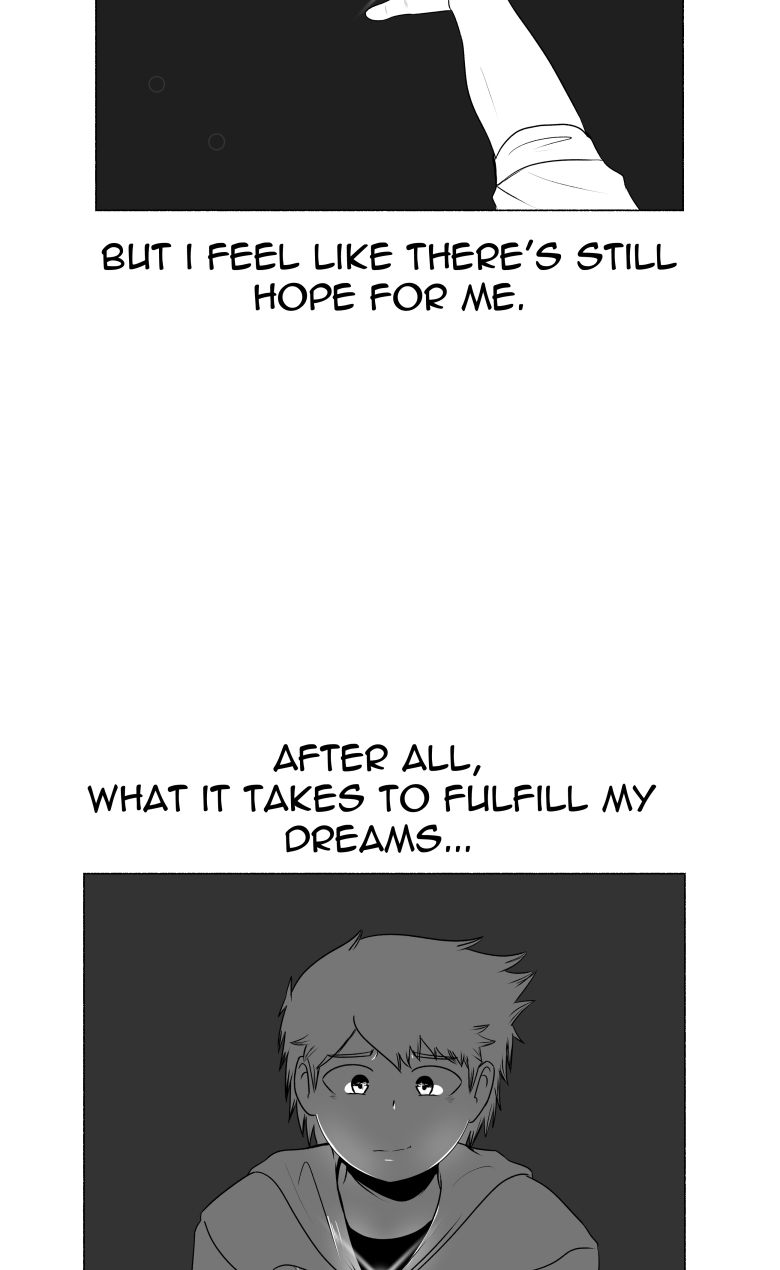 BUT I FEEL LIKE THERE'S STILL
HOPE FOR ME.
AFTER ALL,
WHAT IT TAKES TO FULFILL MY
DREAMS...